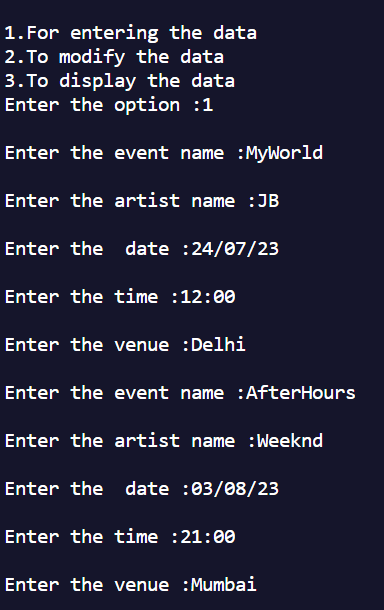 1.For entering the data
2.To modify the data
3.To display the data
Enter the option :1
Enter the event name :MyWorld
Enter the artist name :JB
Enter the  date :24/07/23
Enter the time :12:00
Enter the venue :Delhi
Enter the event name :AfterHours
Enter the artist name :Weeknd
Enter the  date :03/08/23
Enter the time :21:00
Enter the venue :Mumbai